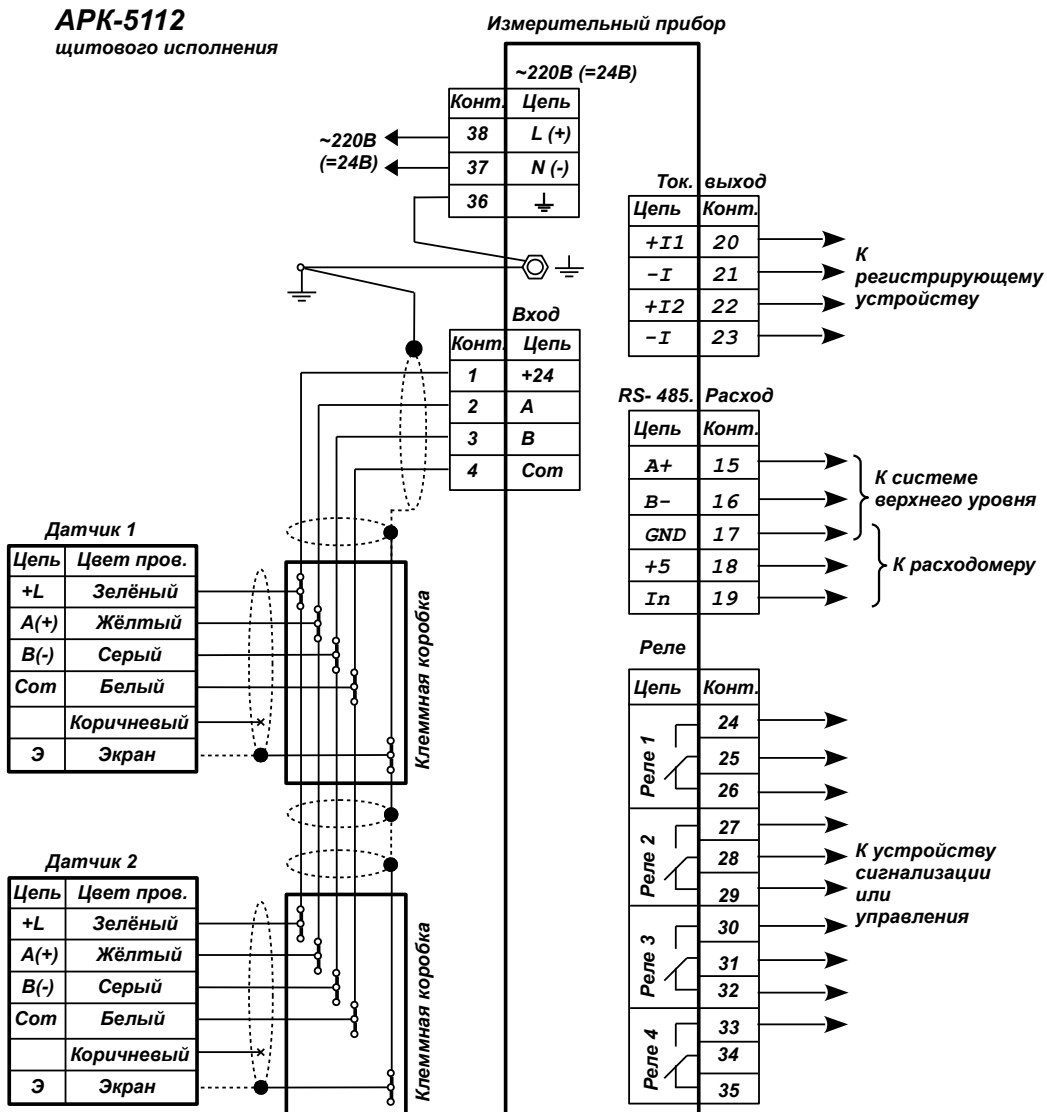 АРК-5112
щитового исполнения
Измерительный прибор
~220В (=24В)
Конт. Цепь
38 L (+)
37 N (-)
36
~220В
(=24В)
Вход
Конт. Цепь
1 +24
2 А
3 В
4 Com
Датчик 1
Цепь Цвет пров.
+L Зелёный
А(+) Жёлтый
В(-) Серый
Com Белый
Коричневый
Э Экран
Клеммная коробка
Датчик 2
Цепь Цвет пров.
+L Зелёный
А(+) Жёлтый
В(-) Серый
Com Белый
Коричневый
Э Экран
Клеммная коробка
Ток. выход
Цепь Конт.
+I1 20
-I 21
+I2 22
-I 23
К
регистрирующему
устройству
RS- 485. Расход
Цепь Конт.
A+ 15
B- 16
GND 17
+5 18
In 19
К системе
верхнего уровня
К расходомеру
Реле
Цепь Конт.
Реле 1
24
25
26
Реле 2
27
28
29
Реле 3
30
31
32
Реле 4
33
34
35
К устройству
сигнализации
или
управления